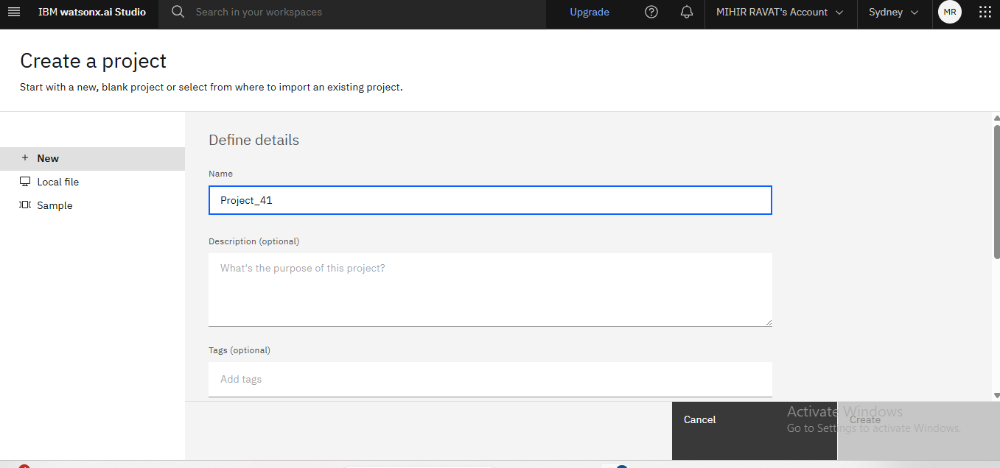 IBM watsonx.ai Studio
Search in your workspaces
Upgrade
MIHIR RAVAT's Account
Sydney
MR
Create a project
Start with a new, blank project or select from where to import an existing project.
New
Local file
Sample
Define details
Name
Project_41
Description (optional)
What's the purpose of this project?
Tags (optional)
Add tags
Cancel
Create
Activate Windows
Go to Settings to activate Windows.